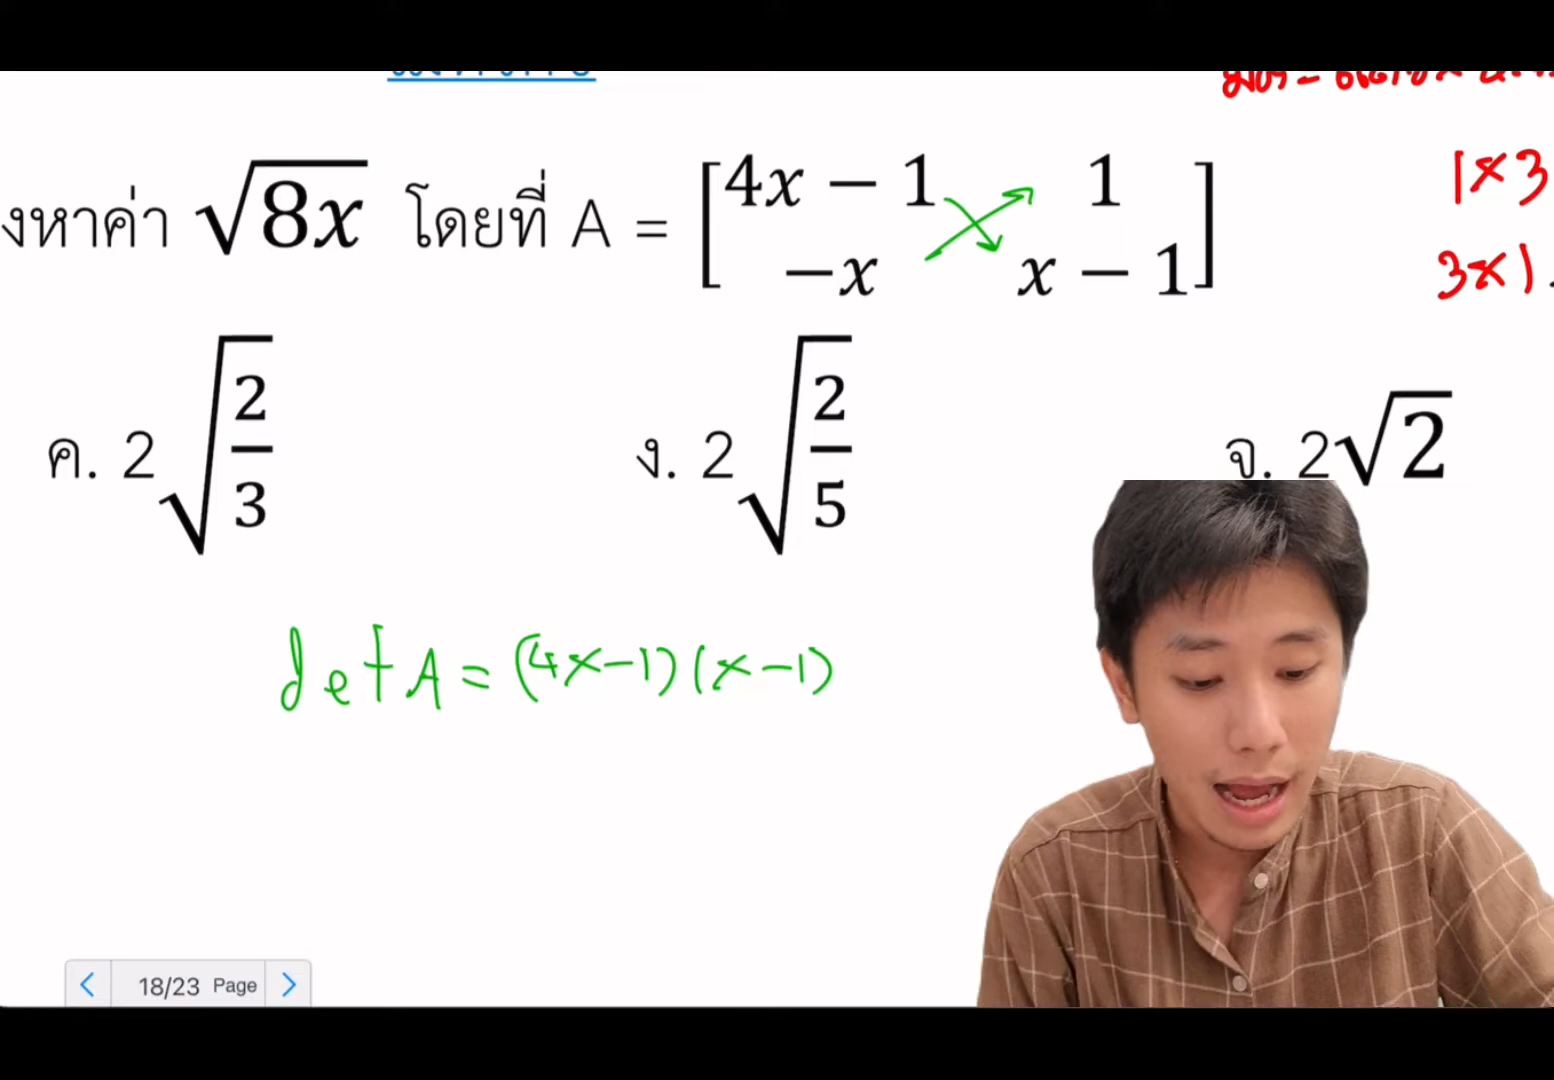 งหาค่า √8x โดยที่ A = [4x − 1 1
−x x − 1]
1×3
3×1
ค. 2√2/3 ง. 2√2/5 จ. 2√2
det A = (4x−1)(x−1)
18/23 Page